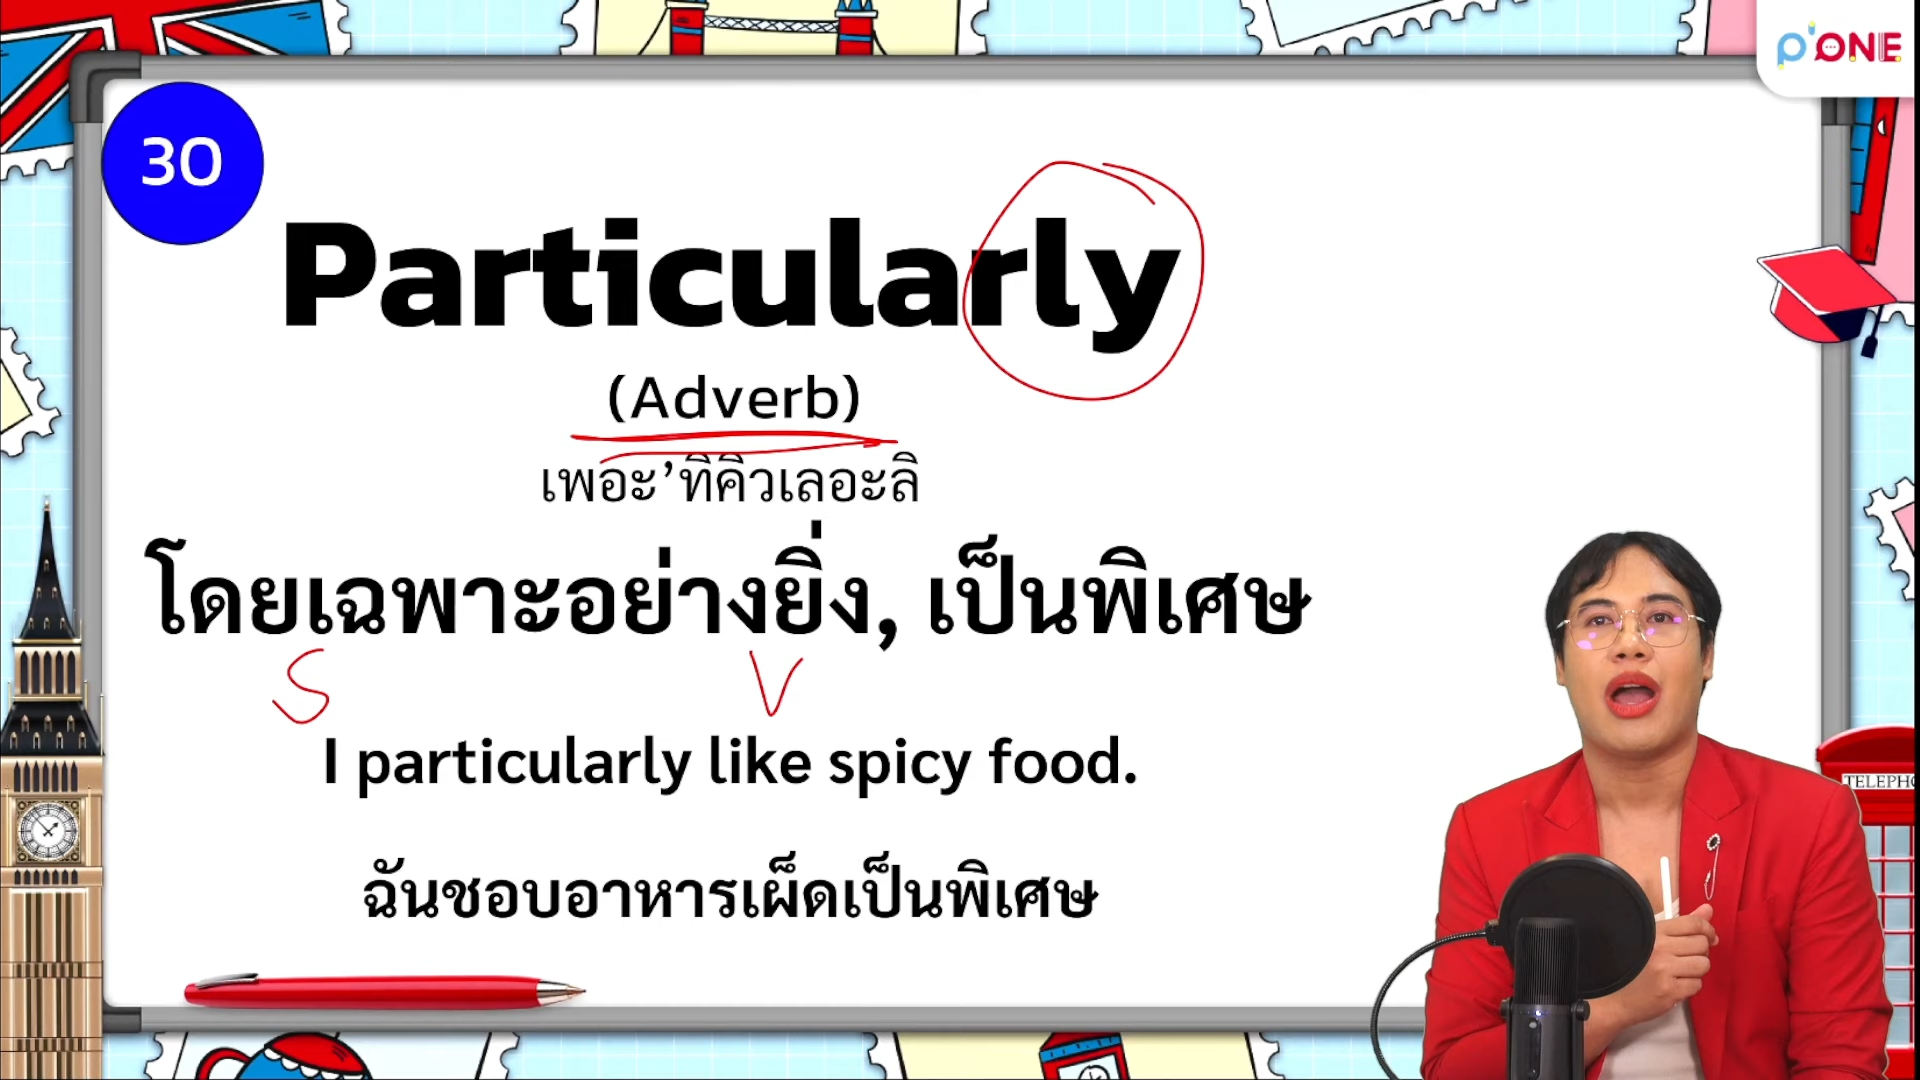 P'ONE
30
Particularly
(Adverb)
เพอะ’ทิคิวเลอะลิ
โดยเฉพาะอย่างยิ่ง, เป็นพิเศษ
S V
I particularly like spicy food.
TELEPHO
ฉันชอบอาหารเผ็ดเป็นพิเศษ